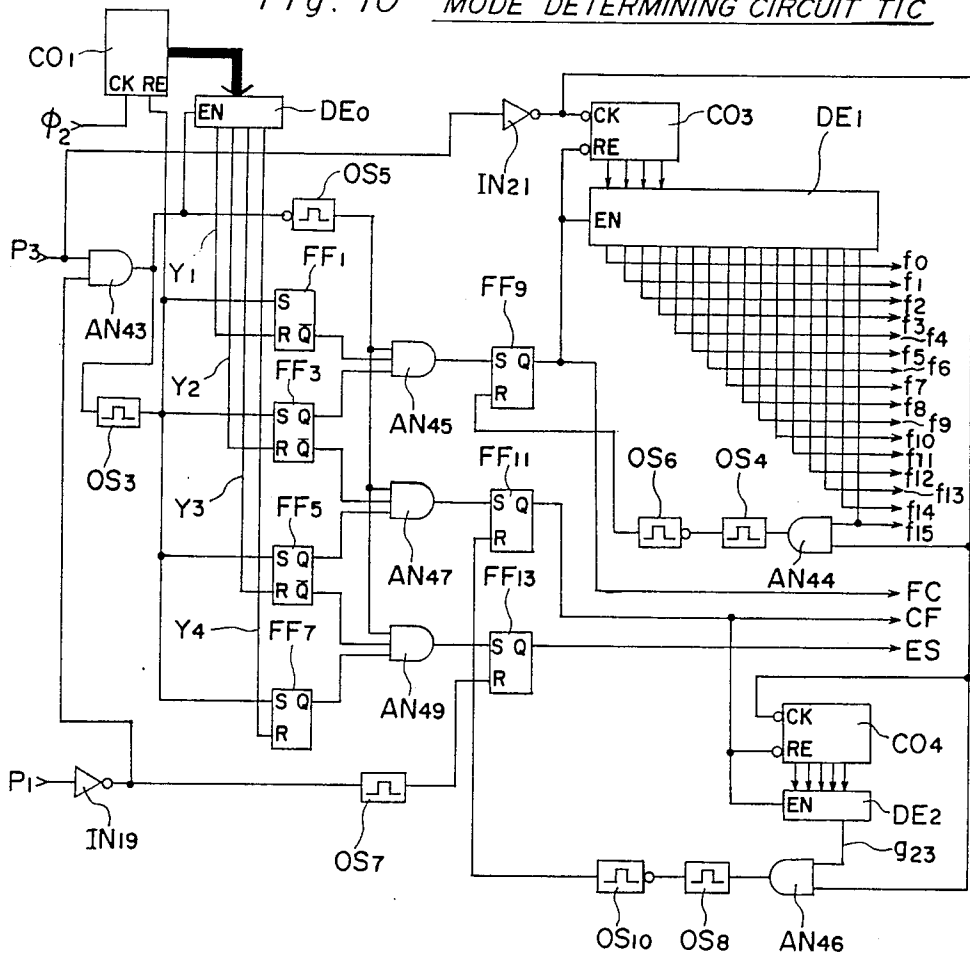 Fig. 10 MODE DETERMINING CIRCUIT TIC
CO1
CK RE
φ2
EN
DE0
IN21
CK
RE
CO3
DE1
EN
OS5
P3
AN43
Y1
FF1
S
R Q̄
FF9
S Q
R
AN45
Y2
FF3
S Q
R Q̄
OS3
f0
f1
f2
f3
f4
f5
f6
f7
f8
f9
f10
f11
f12
f13
f14
f15
OS6
OS4
AN44
Y3
FF5
S Q
R Q̄
FF11
S Q
R
AN47
FC
CF
ES
Y4
FF7
S Q
R
FF13
S Q
R
AN49
CK
RE
CO4
EN
DE2
g23
P1
IN19
OS7
OS10
OS8
AN46